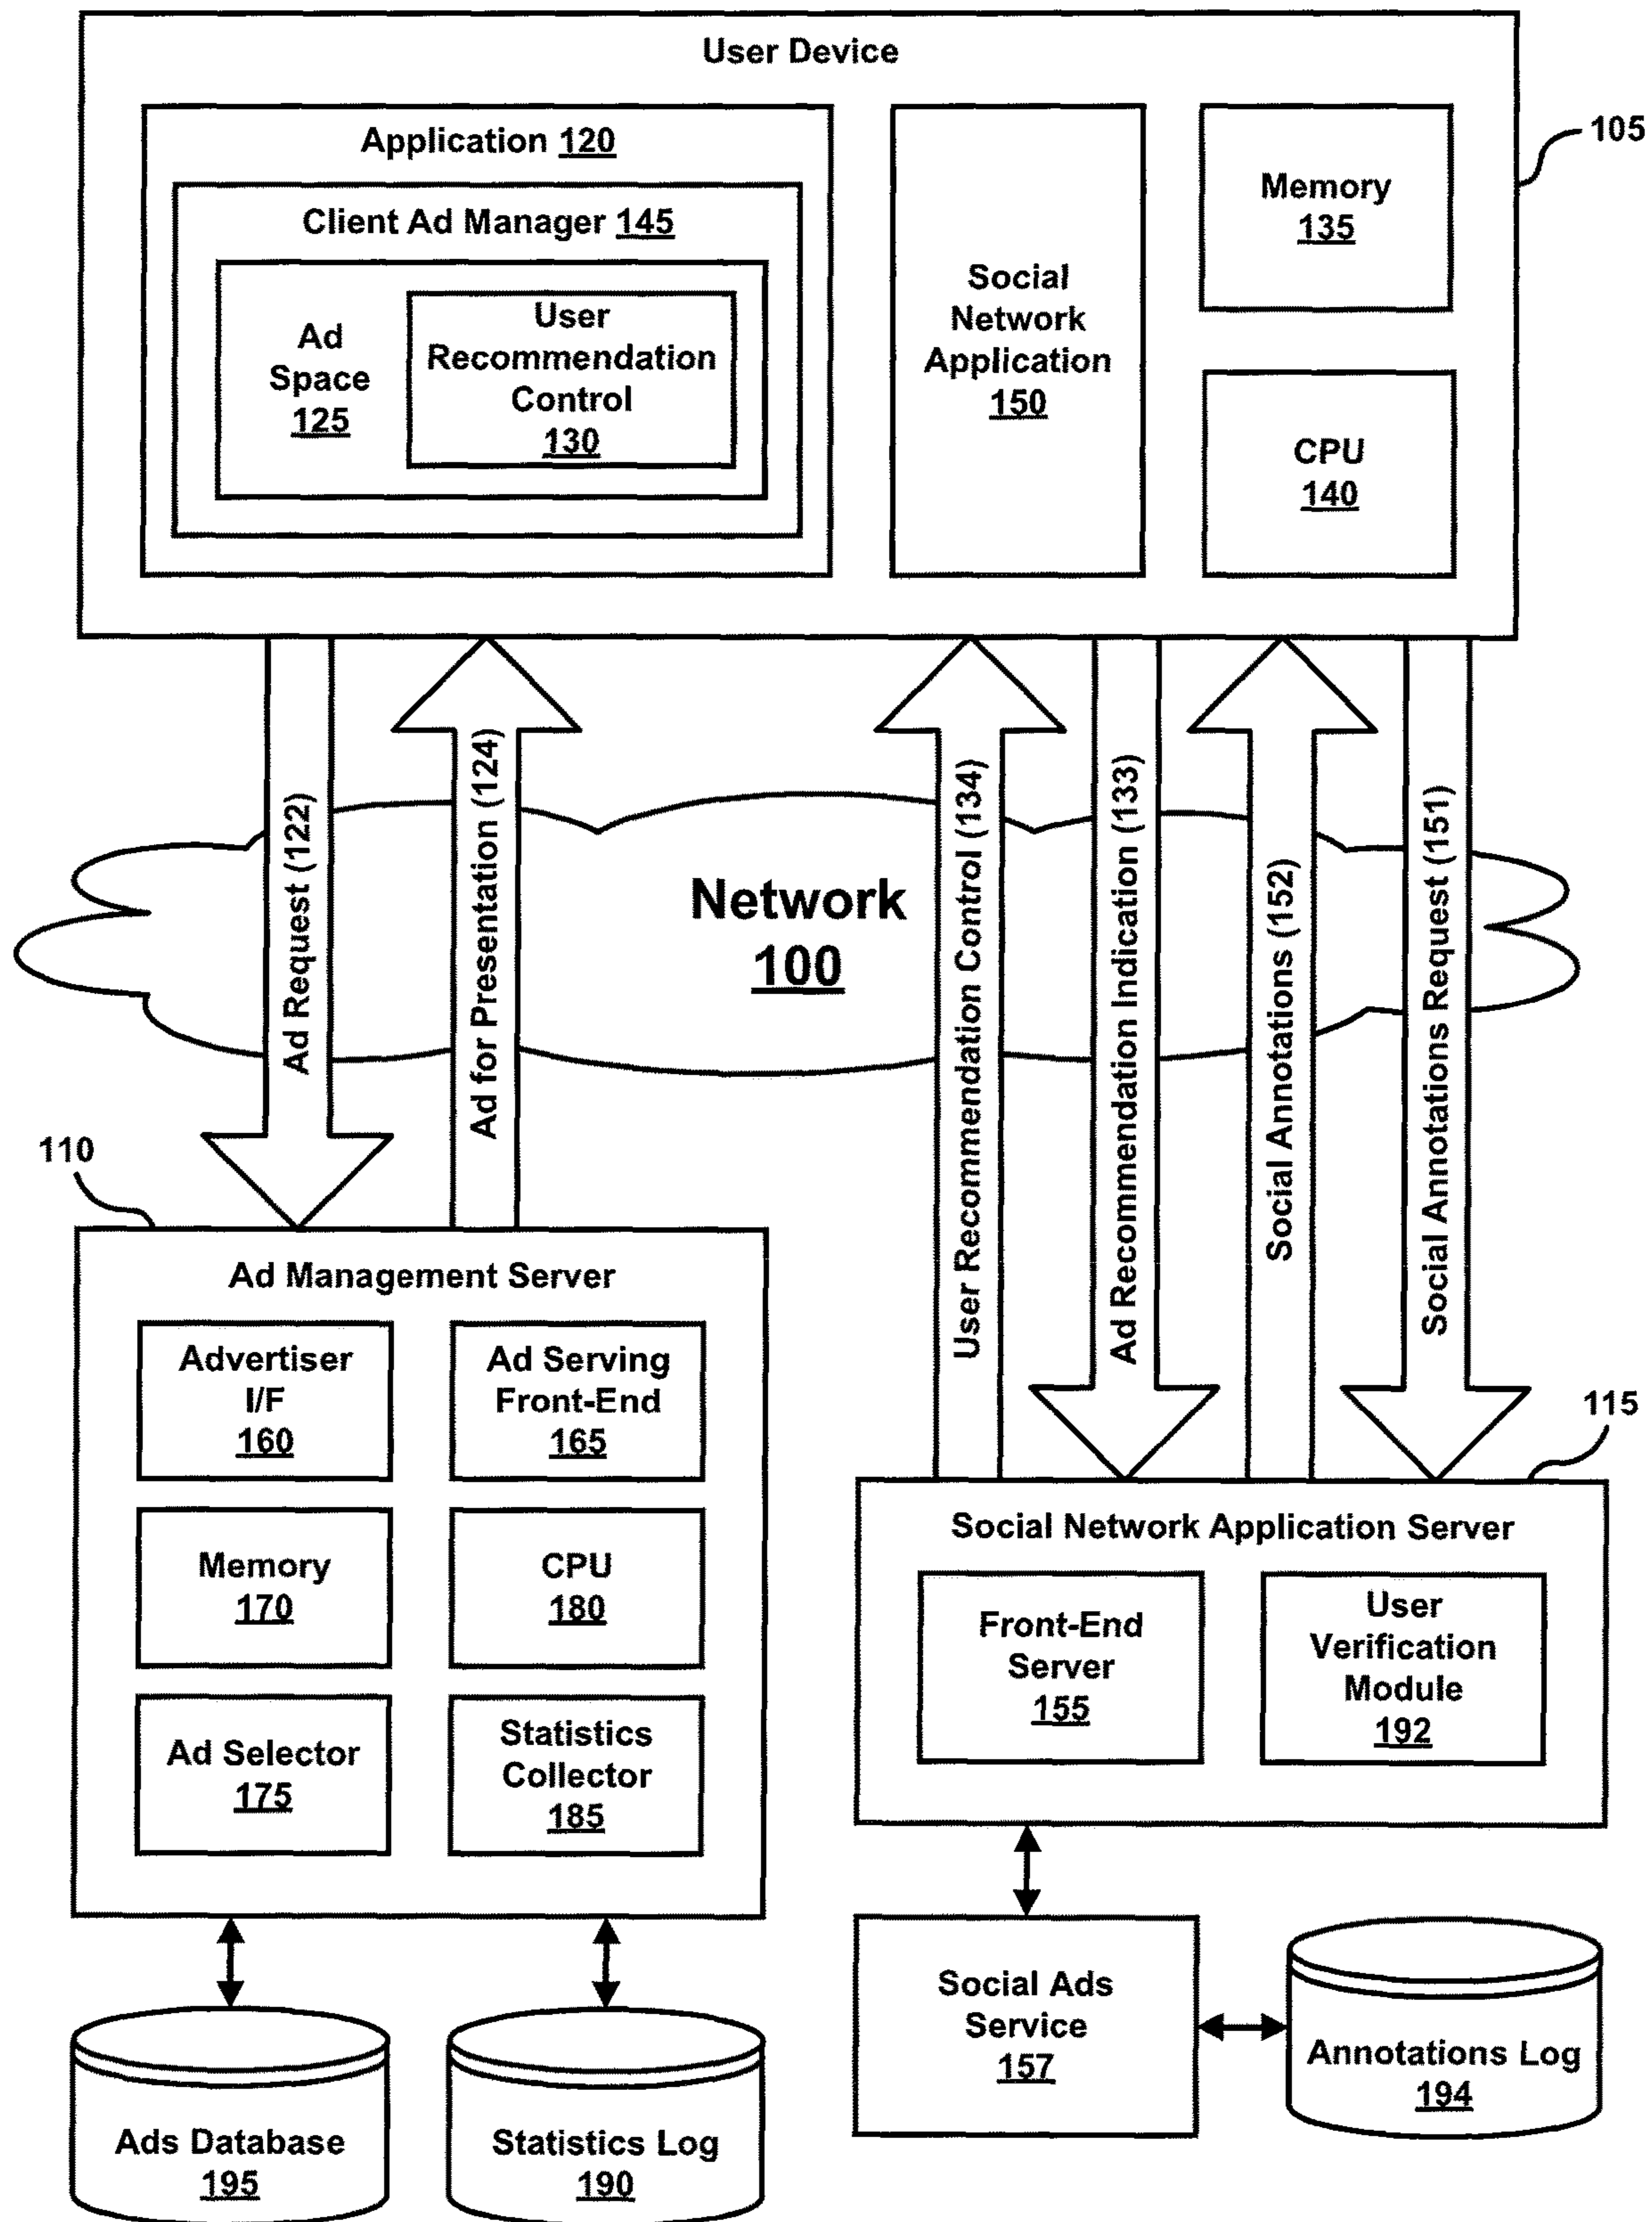 User Device
105
Application 120
Client Ad Manager 145
Ad
Space
125
User
Recommendation
Control
130
Social
Network
Application
150
Memory
135
CPU
140
Ad Request (122)
Ad for Presentation (124)
Network
100
User Recommendation Control (134)
Ad Recommendation Indication (133)
Social Annotations (152)
Social Annotations Request (151)
110
Ad Management Server
Advertiser
I/F
160
Ad Serving
Front-End
165
Memory
170
CPU
180
Ad Selector
175
Statistics
Collector
185
115
Social Network Application Server
Front-End
Server
155
User
Verification
Module
192
Social Ads
Service
157
Annotations Log
194
Ads Database
195
Statistics Log
190